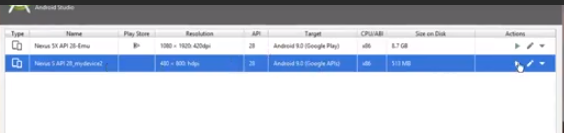 Android Studio
Type Name Play Store Resolution API Target CPU/ABI Size on Disk Actions
Nexus 5X API 28-Emu 1080 × 1920: 420dpi 28 Android 9.0 (Google Play) x86 8.7 GB
Nexus S API 28_mydevice2 480 × 800: hdpi 28 Android 9.0 (Google APIs) x86 513 MB